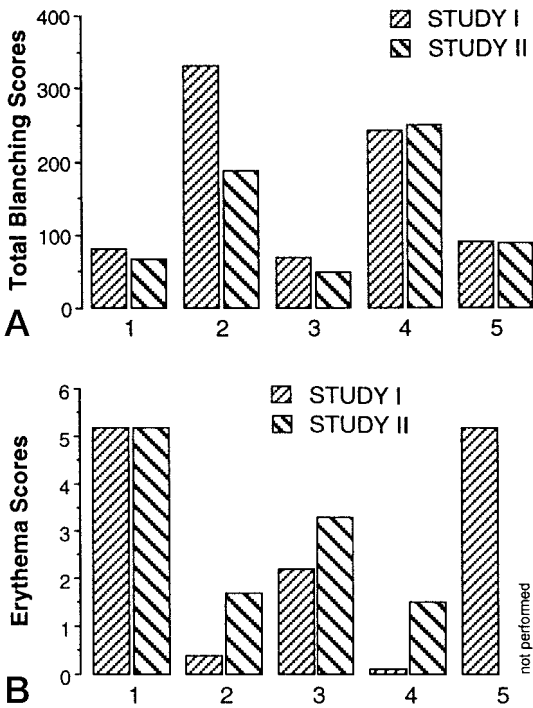 Total Blanching Scores
400
300
200
100
0
STUDY I
STUDY II
1 2 3 4 5
A
Erythema Scores
6
5
4
3
2
1
0
STUDY I
STUDY II
not performed
1 2 3 4 5
B